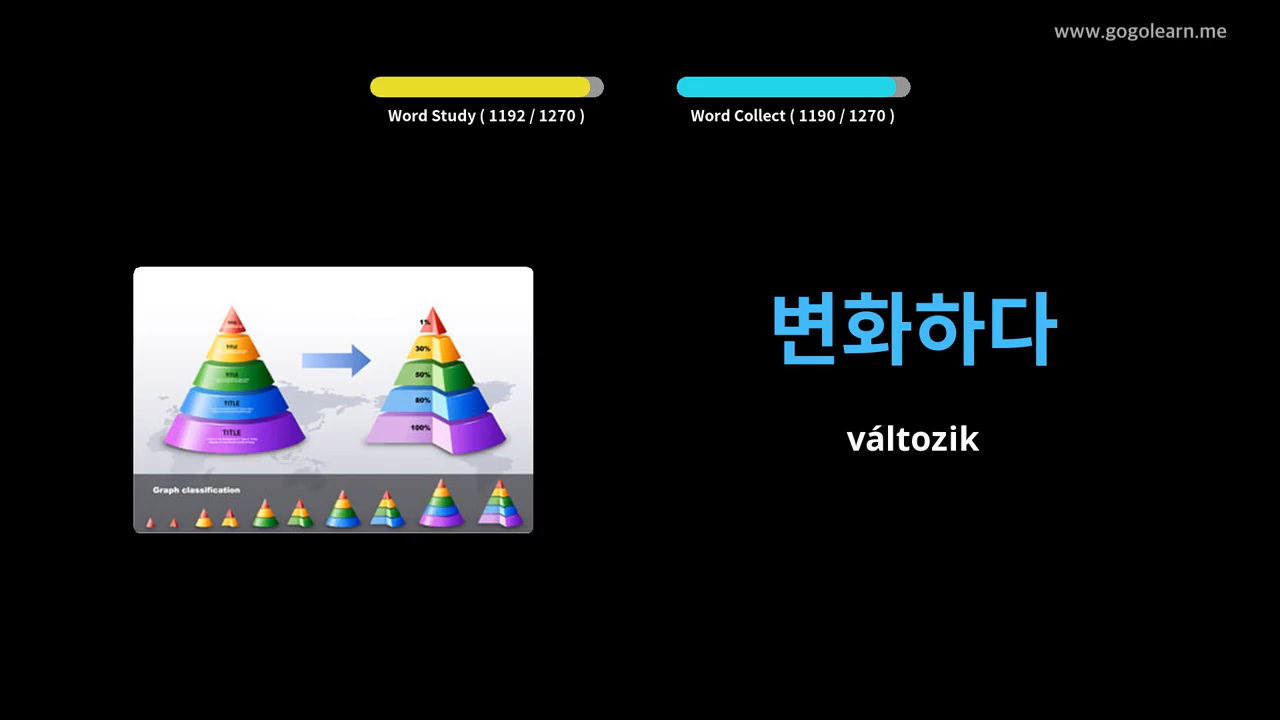 www.gogolearn.me
Word Study ( 1192 / 1270 )
Word Collect ( 1190 / 1270 )
변화하다
változik
TITLE
TITLE
TITLE
TITLE
1%
30%
50%
80%
100%
Graph classification